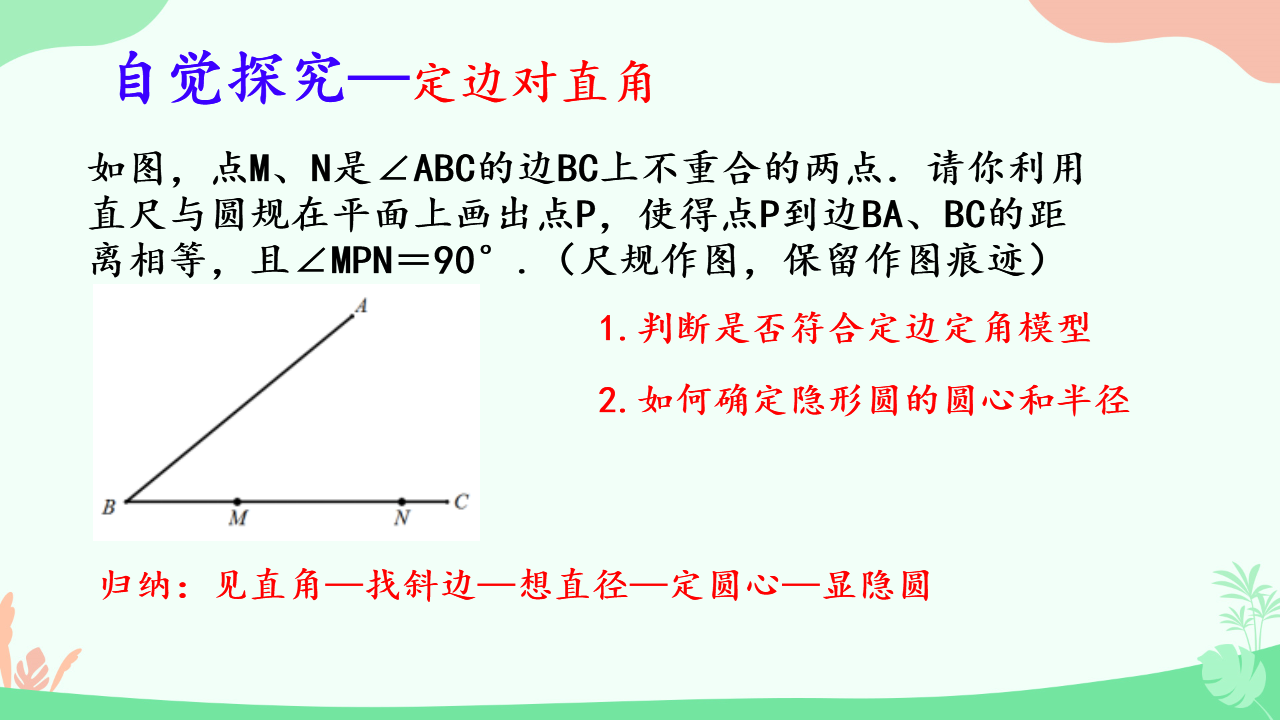 自觉探究—定边对直角
如图，点M、N是∠ABC的边BC上不重合的两点．请你利用
直尺与圆规在平面上画出点P，使得点P到边BA、BC的距
离相等，且∠MPN＝90°．（尺规作图，保留作图痕迹）
A
B
M
N
C
1.判断是否符合定边定角模型
2.如何确定隐形圆的圆心和半径
归纳：见直角—找斜边—想直径—定圆心—显隐圆